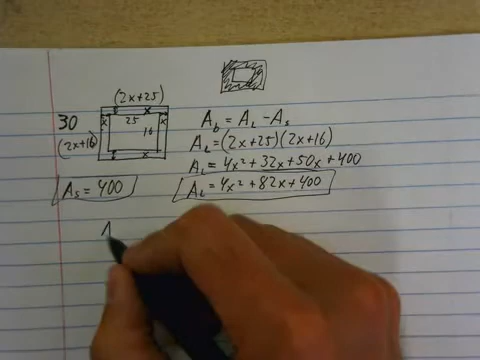 (2x+25)
30
x
x
25
x
x
16
(2x+16)
x
A_b = A_L - A_s
A_L = (2x+25)(2x+16)
A_L = 4x² + 32x + 50x + 400
A_s = 400
A_L = 4x² + 82x + 400